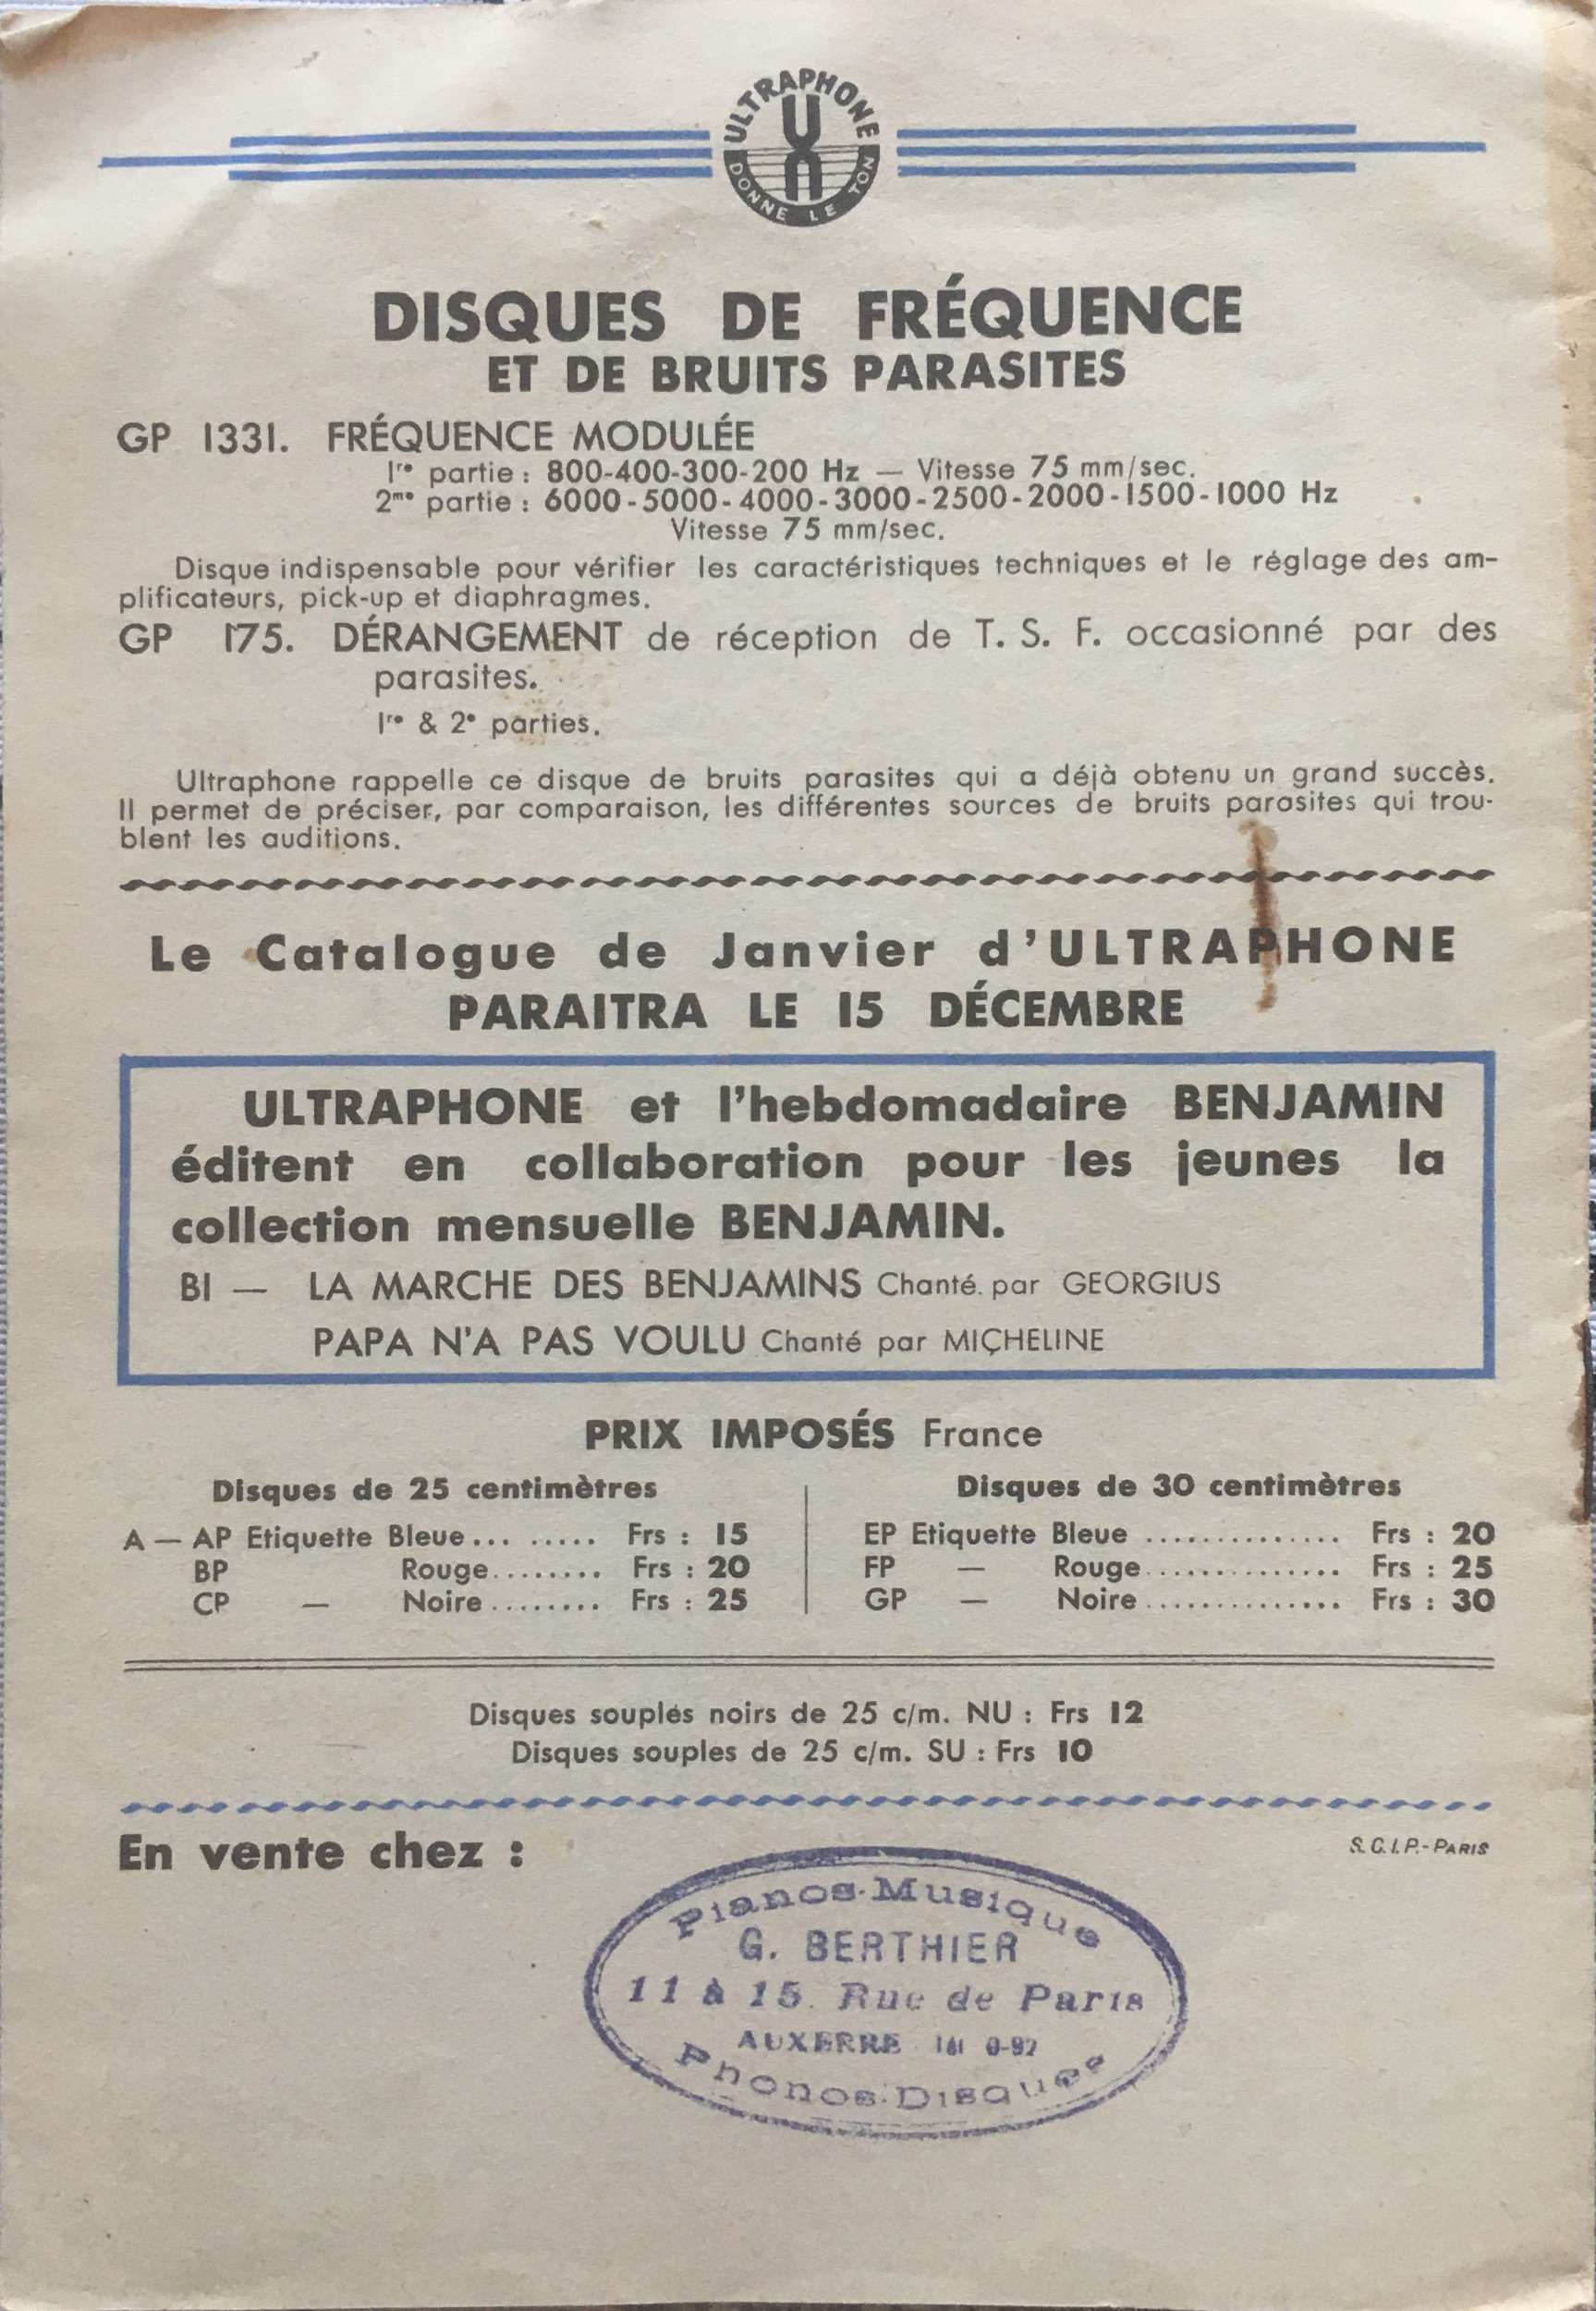 ULTRAPHONE
DONNE LE TON
DISQUES DE FRÉQUENCE
ET DE BRUITS PARASITES
GP 1331. FRÉQUENCE MODULÉE
1re partie : 800-400-300-200 Hz — Vitesse 75 mm/sec.
2me partie : 6000-5000-4000-3000-2500-2000-1500-1000 Hz
Vitesse 75 mm/sec.
Disque indispensable pour vérifier les caractéristiques techniques et le réglage des am-
plificateurs, pick-up et diaphragmes.
GP 175. DÉRANGEMENT de réception de T. S. F. occasionné par des
parasites.
1re & 2e parties.
Ultraphone rappelle ce disque de bruits parasites qui a déjà obtenu un grand succès.
Il permet de préciser, par comparaison, les différentes sources de bruits parasites qui trou-
blent les auditions.
Le Catalogue de Janvier d'ULTRAPHONE
PARAITRA LE 15 DÉCEMBRE
ULTRAPHONE et l'hebdomadaire BENJAMIN
éditent en collaboration pour les jeunes la
collection mensuelle BENJAMIN.
B1 — LA MARCHE DES BENJAMINS Chanté par GEORGIUS
PAPA N'A PAS VOULU Chanté par MICHELINE
PRIX IMPOSÉS France
Disques de 25 centimètres
A — AP Etiquette Bleue... ..... Frs : 15
BP Rouge........ Frs : 20
CP — Noire........ Frs : 25
Disques de 30 centimètres
EP Etiquette Bleue .............. Frs : 20
FP — Rouge.............. Frs : 25
GP — Noire.............. Frs : 30
Disques souples noirs de 25 c/m. NU : Frs 12
Disques souples de 25 c/m. SU : Frs 10
En vente chez :
S.G.I.P.-PARIS
Pianos-Musique
G. BERTHIER
11 à 15. Rue de Paris
AUXERRE
Phonos-Disques